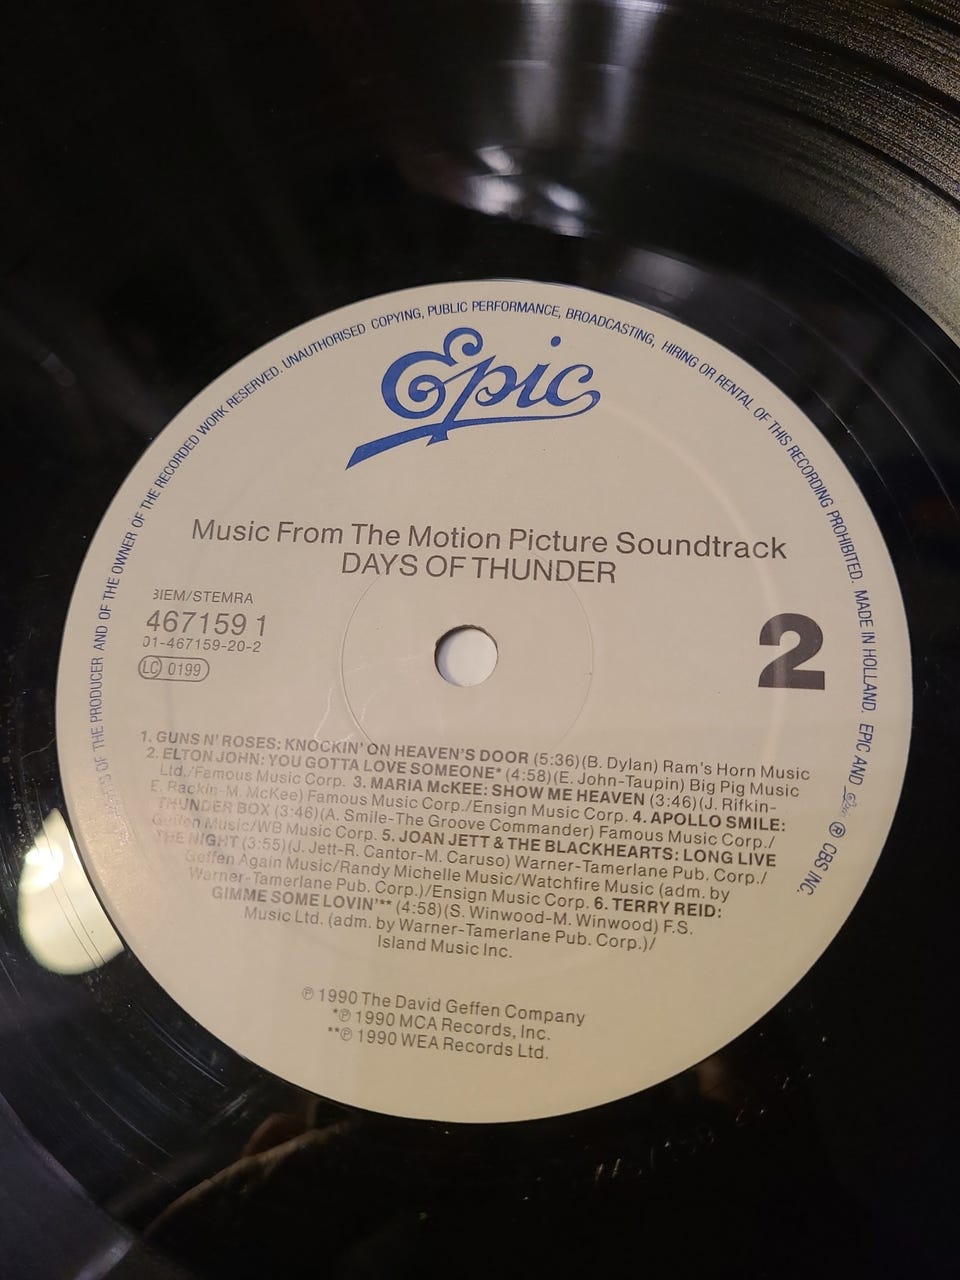 OF THE PRODUCER AND OF THE OWNER OF THE RECORDED WORK RESERVED. UNAUTHORISED COPYING, PUBLIC PERFORMANCE, BROADCASTING, HIRING OR RENTAL OF THIS RECORDING PROHIBITED. MADE IN HOLLAND. EPIC AND Epic ® CBS INC.
Epic
Music From The Motion Picture Soundtrack
DAYS OF THUNDER
BIEM/STEMRA
467159 1
01-467159-20-2
LC 0199
2
1. GUNS N' ROSES: KNOCKIN' ON HEAVEN'S DOOR (5:36)(B. Dylan) Ram's Horn Music
2. ELTON JOHN: YOU GOTTA LOVE SOMEONE* (4:58)(E. John-Taupin) Big Pig Music
Ltd./Famous Music Corp. 3. MARIA McKEE: SHOW ME HEAVEN (3:46)(J. Rifkin-
E. Rackin-M. McKee) Famous Music Corp./Ensign Music Corp. 4. APOLLO SMILE:
THUNDER BOX (3:46)(A. Smile-The Groove Commander) Famous Music Corp./
Geffen Music/WB Music Corp. 5. JOAN JETT & THE BLACKHEARTS: LONG LIVE
THE NIGHT (3:55)(J. Jett-R. Cantor-M. Caruso) Warner-Tamerlane Pub. Corp./
Geffen Again Music/Randy Michelle Music/Watchfire Music (adm. by
Warner-Tamerlane Pub. Corp.)/Ensign Music Corp. 6. TERRY REID:
GIMME SOME LOVIN'** (4:58)(S. Winwood-M. Winwood) F.S.
Music Ltd. (adm. by Warner-Tamerlane Pub. Corp.)/
Island Music Inc.
℗ 1990 The David Geffen Company
*℗ 1990 MCA Records, Inc.
**℗ 1990 WEA Records Ltd.